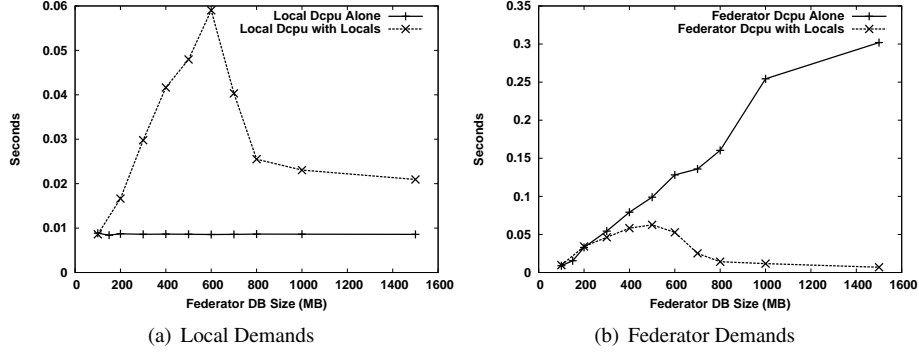 0.06
0.05
0.04
0.03
0.02
0.01
0
Seconds
Local Dcpu Alone
Local Dcpu with Locals
0 200 400 600 800 1000 1200 1400 1600
Federator DB Size (MB)
(a) Local Demands
0.35
0.3
0.25
0.2
0.15
0.1
0.05
0
Seconds
Federator Dcpu Alone
Federator Dcpu with Locals
0 200 400 600 800 1000 1200 1400 1600
Federator DB Size (MB)
(b) Federator Demands